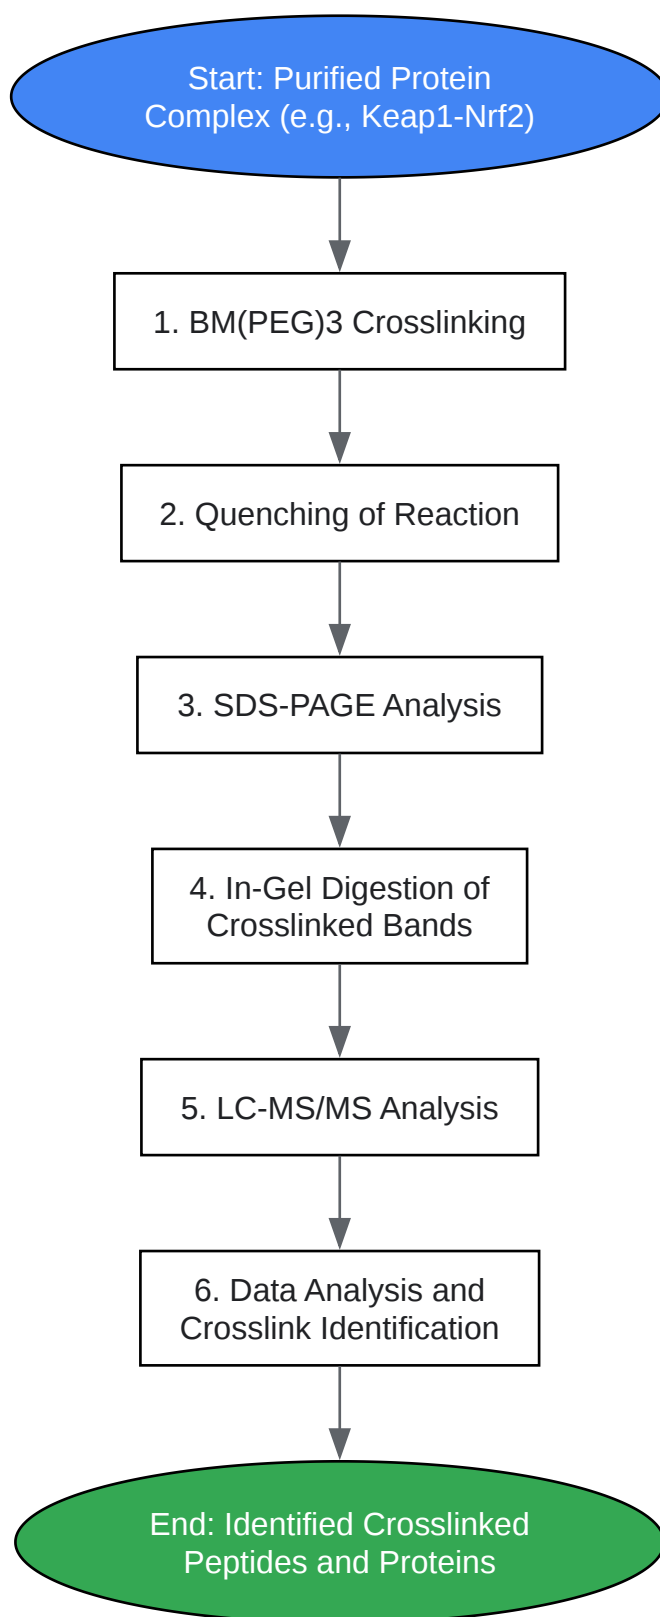 Start: Purified Protein
Complex (e.g., Keap1-Nrf2)
1. BM(PEG)3 Crosslinking
2. Quenching of Reaction
3. SDS-PAGE Analysis
4. In-Gel Digestion of
Crosslinked Bands
5. LC-MS/MS Analysis
6. Data Analysis and
Crosslink Identification
End: Identified Crosslinked
Peptides and Proteins